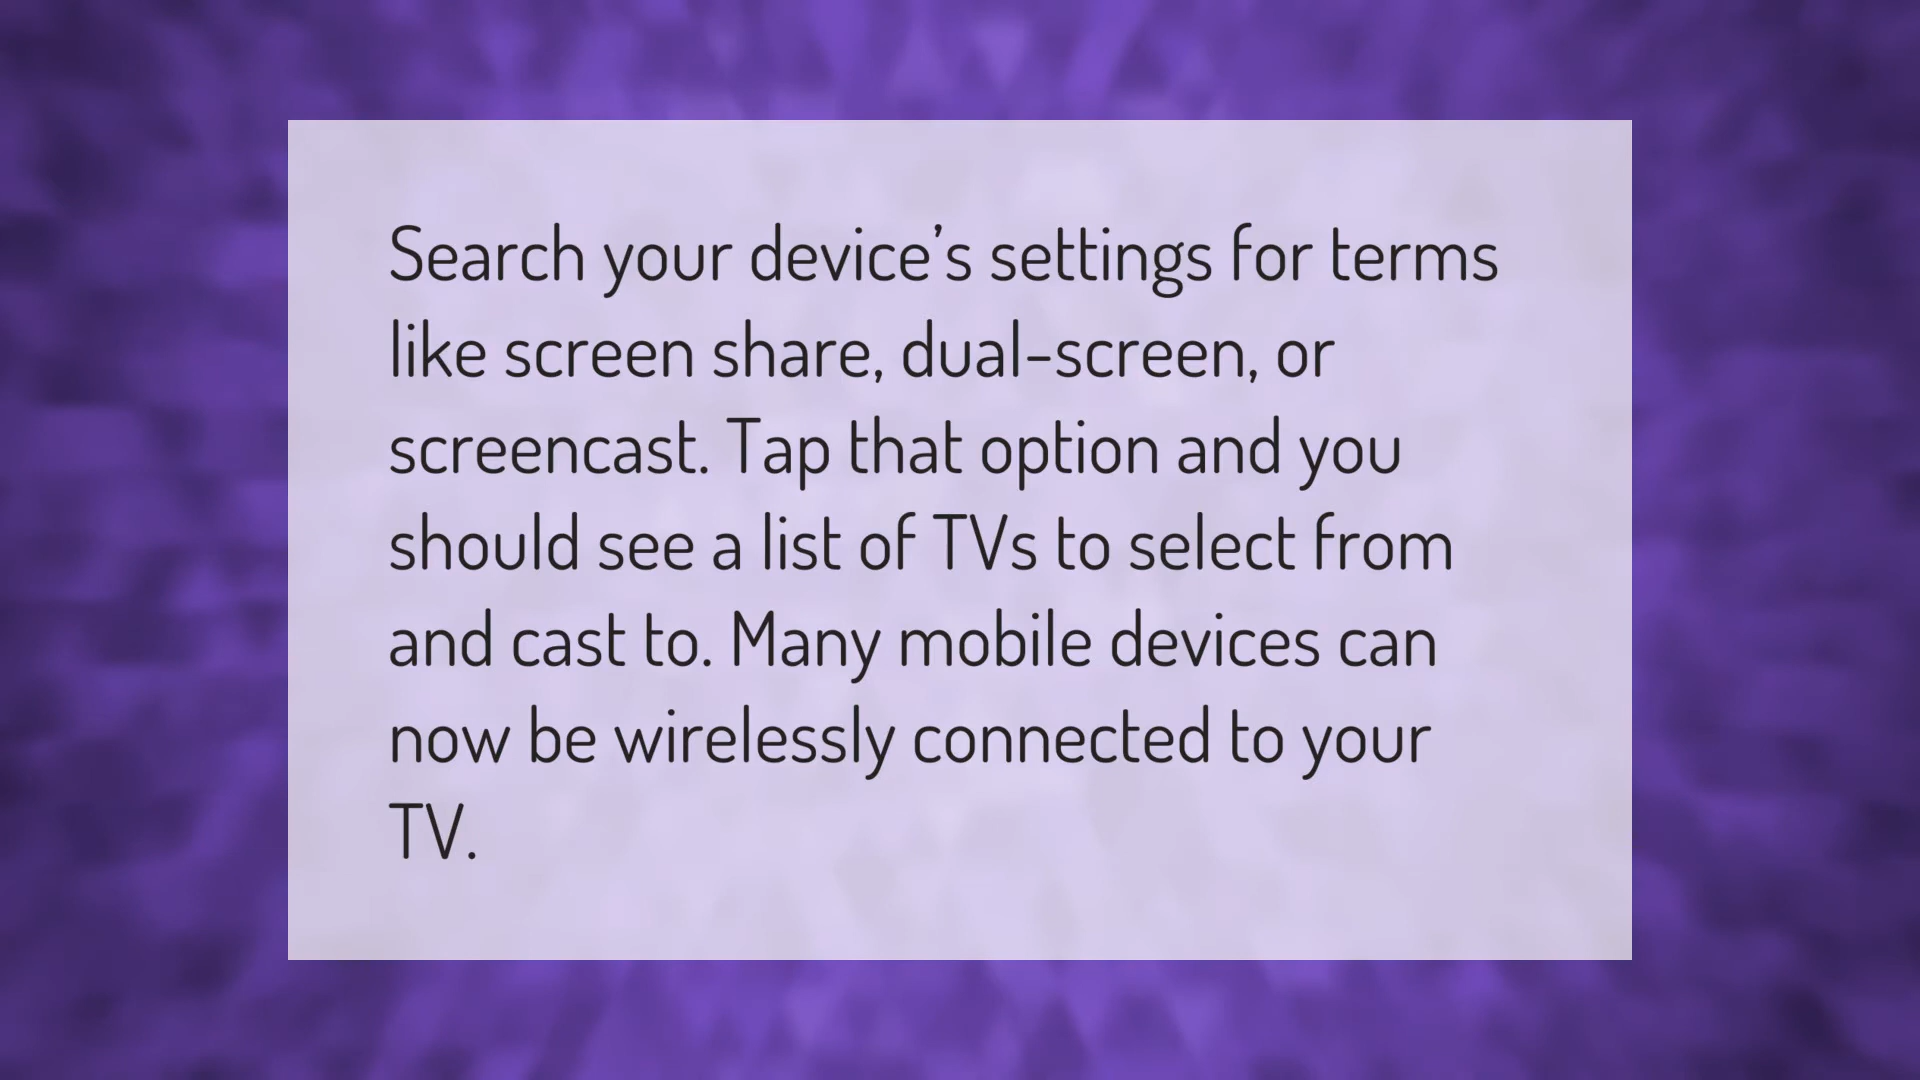 Search your device’s settings for terms
like screen share, dual-screen, or
screencast. Tap that option and you
should see a list of TVs to select from
and cast to. Many mobile devices can
now be wirelessly connected to your
TV.